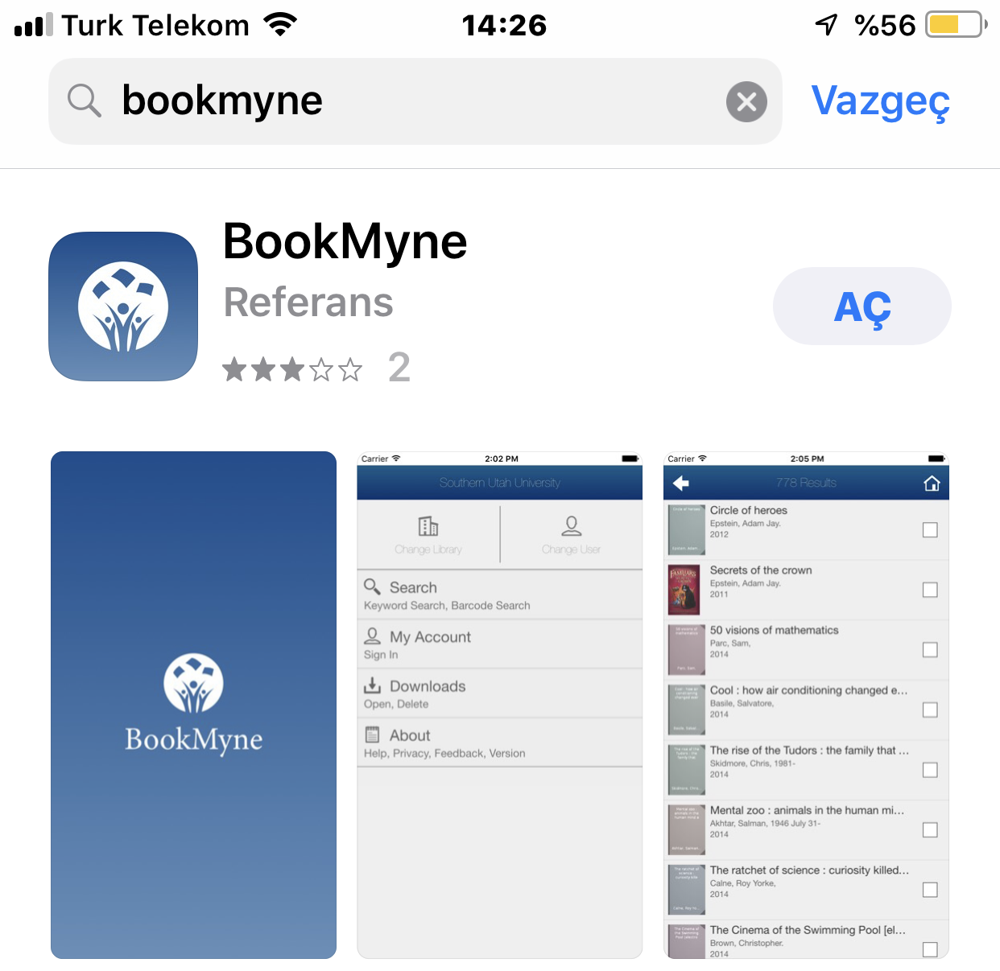 Turk Telekom
14:26
%56
bookmyne
Vazgeç
BookMyne
Referans
2
AÇ
BookMyne
Carrier
2:02 PM
Southern Utah University
Change Library
Change User
Search
Keyword Search, Barcode Search
My Account
Sign In
Downloads
Open, Delete
About
Help, Privacy, Feedback, Version
Carrier
2:05 PM
778 Results
Circle of heroes
Epstein, Adam Jay.
2012
Secrets of the crown
Epstein, Adam Jay.
2011
50 visions of mathematics
Parc, Sam,
2014
Cool : how air conditioning changed e...
Basile, Salvatore,
2014
The rise of the Tudors : the family that ...
Skidmore, Chris, 1981-
2014
Mental zoo : animals in the human mi...
Akhtar, Salman, 1946 July 31-
2014
The ratchet of science : curiosity killed...
Calne, Roy Yorke,
2014
The Cinema of the Swimming Pool [el...
Brown, Christopher.
2014